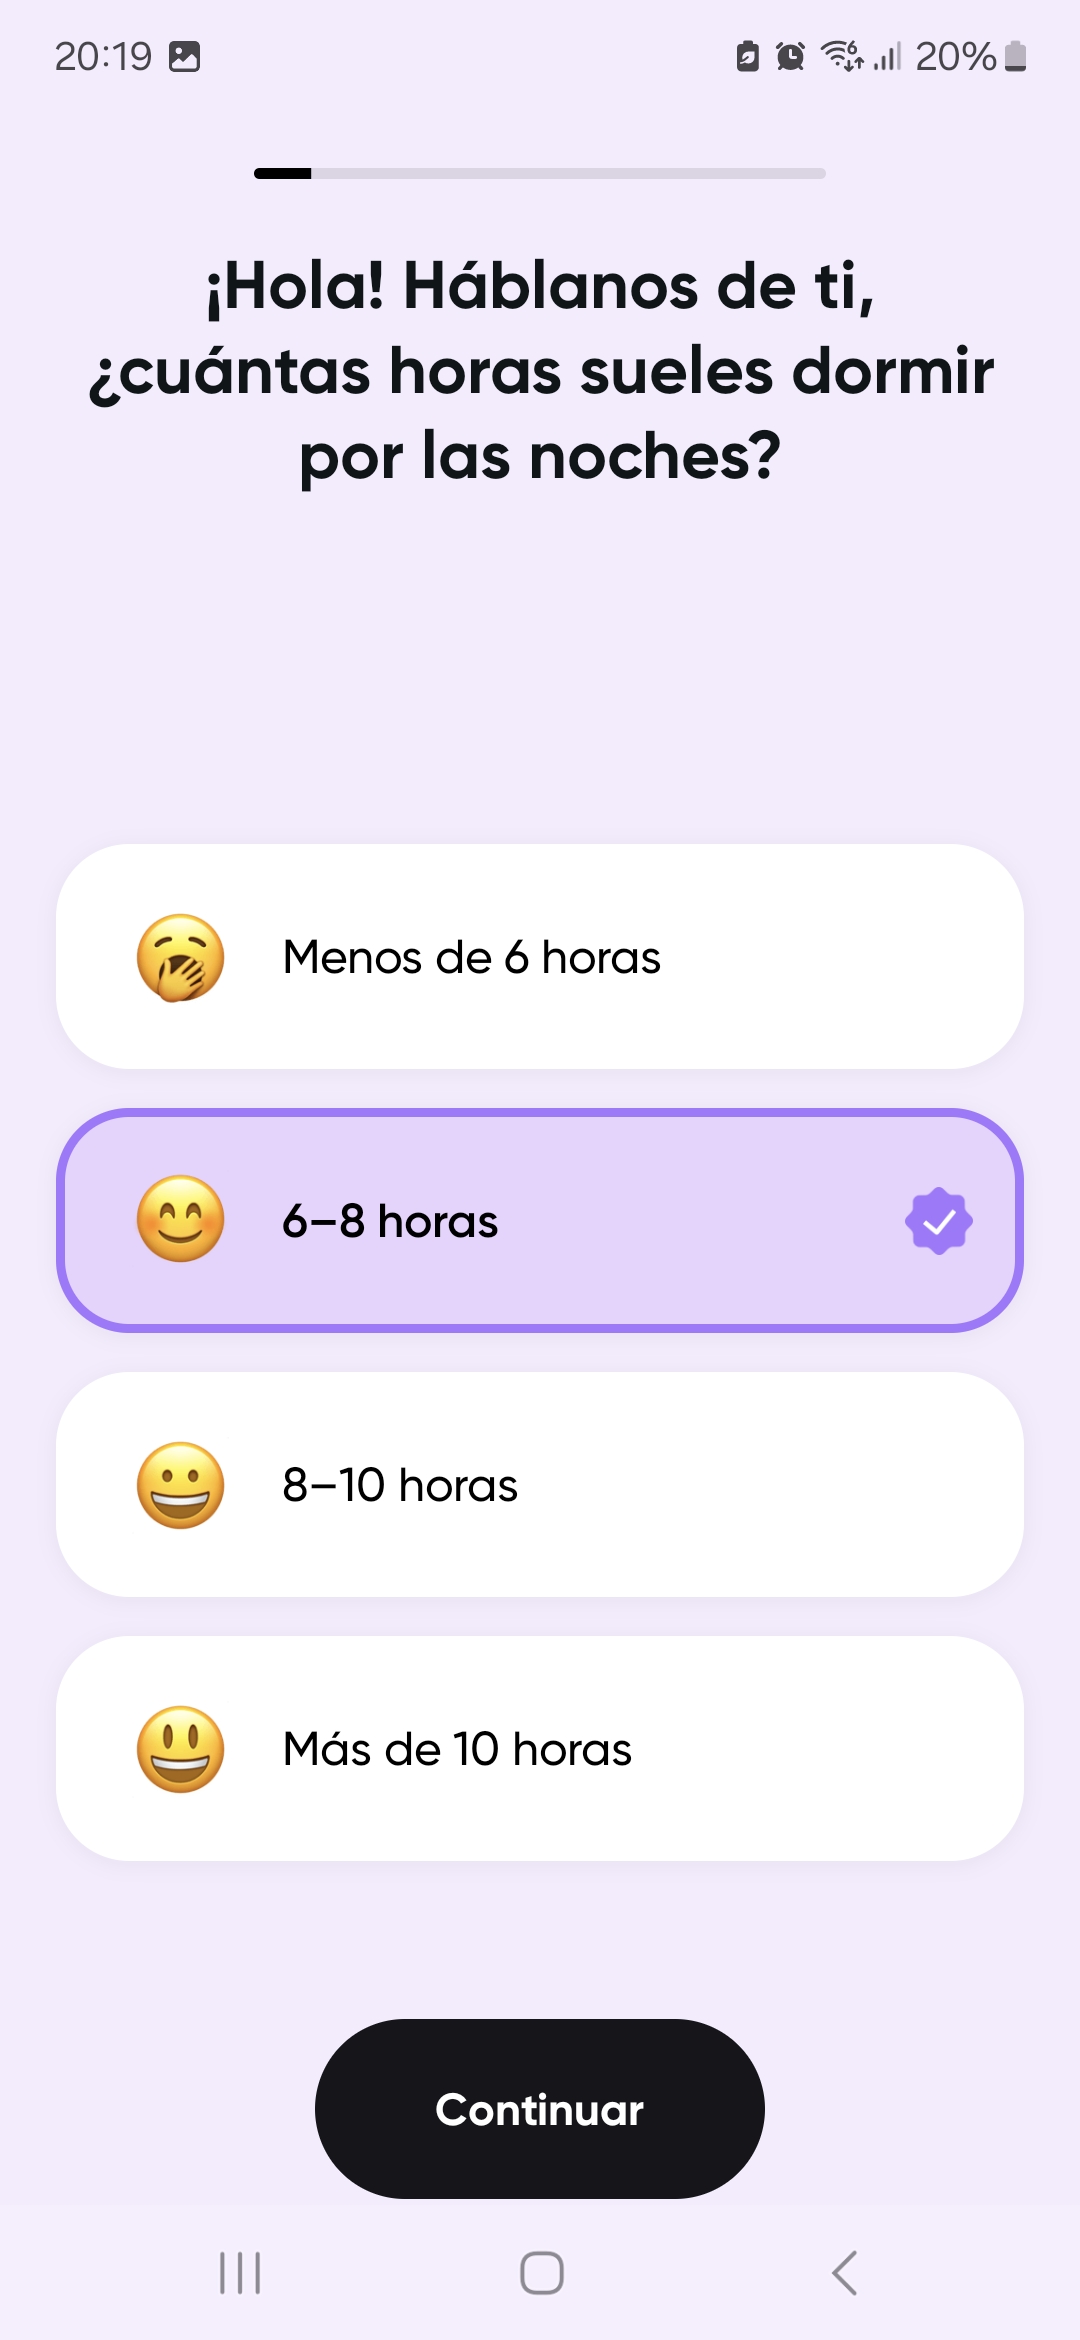 20:19
20%
¡Hola! Háblanos de ti,
¿cuántas horas sueles dormir
por las noches?
Menos de 6 horas
6–8 horas
8–10 horas
Más de 10 horas
Continuar